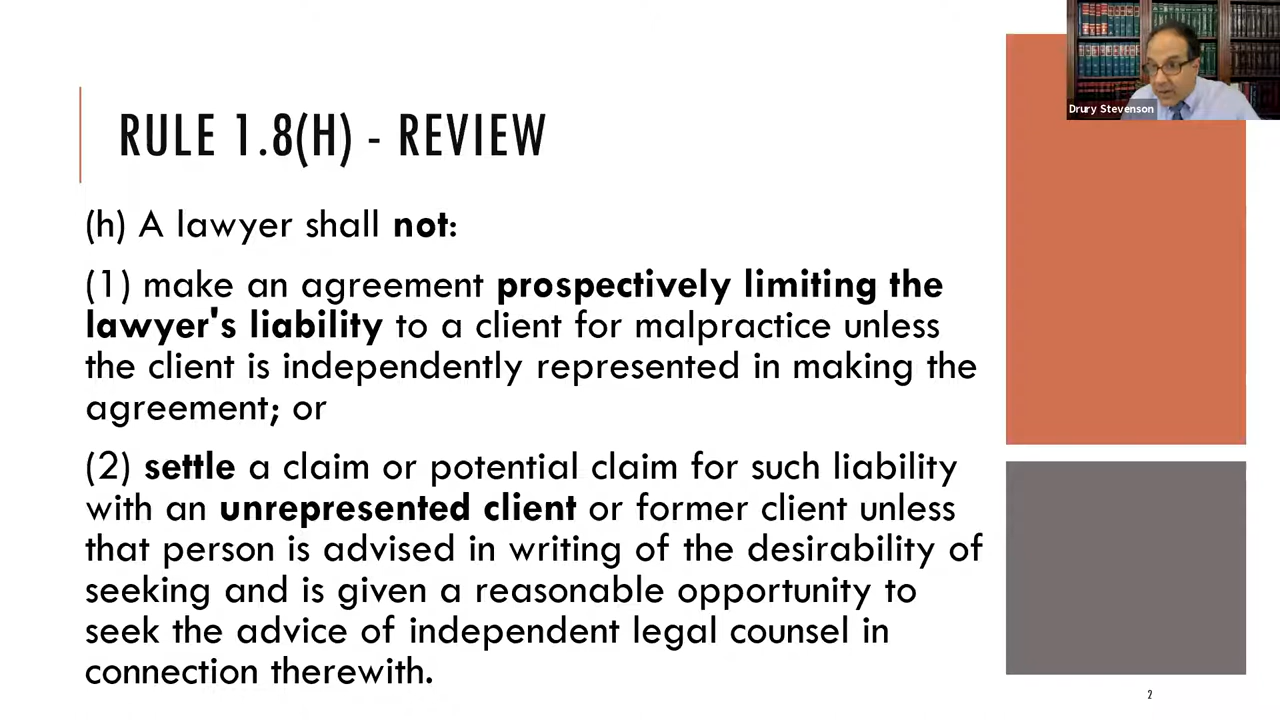 Drury Stevenson
RULE 1.8(H) - REVIEW
(h) A lawyer shall not:
(1) make an agreement prospectively limiting the
lawyer's liability to a client for malpractice unless
the client is independently represented in making the
agreement; or
(2) settle a claim or potential claim for such liability
with an unrepresented client or former client unless
that person is advised in writing of the desirability of
seeking and is given a reasonable opportunity to
seek the advice of independent legal counsel in
connection therewith.
2